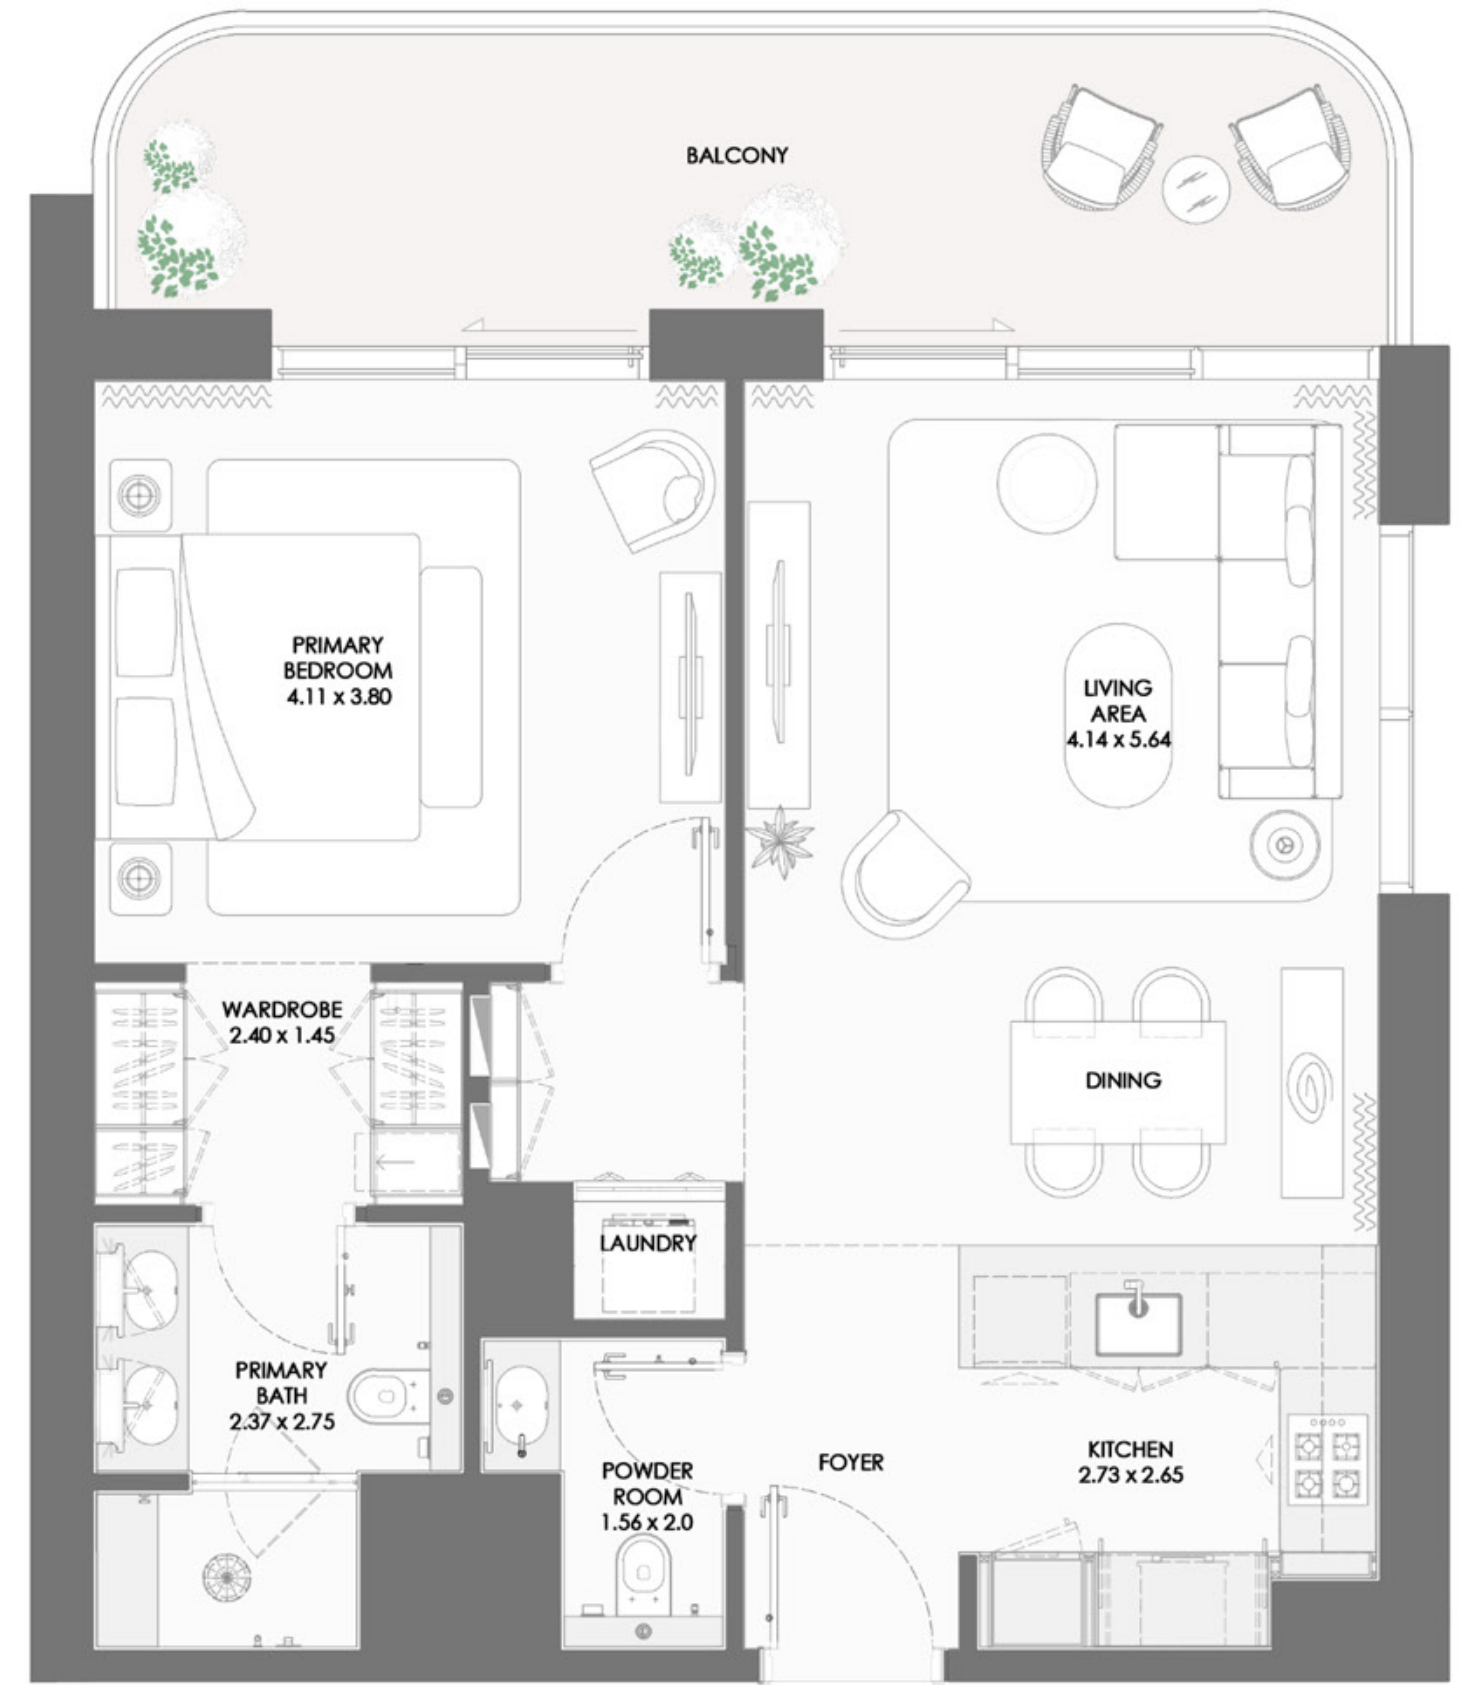 BALCONY
PRIMARY
BEDROOM
4.11 x 3.80
LIVING
AREA
4.14 x 5.64
WARDROBE
2.40 x 1.45
DINING
LAUNDRY
PRIMARY
BATH
2.37 x 2.75
POWDER
ROOM
1.56 x 2.0
FOYER
KITCHEN
2.73 x 2.65